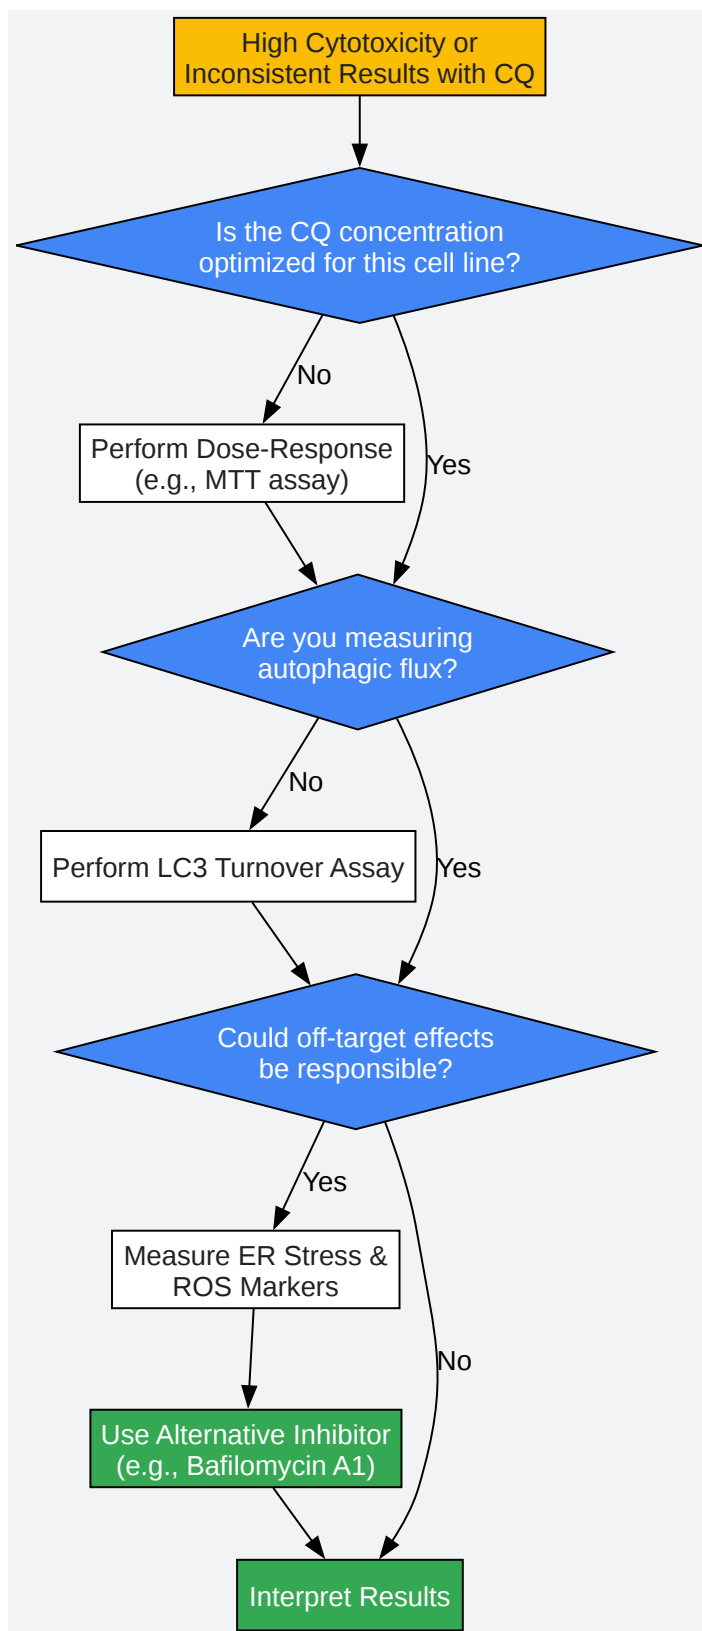 High Cytotoxicity or
Inconsistent Results with CQ
Is the CQ concentration
optimized for this cell line?
No
Perform Dose-Response
(e.g., MTT assay)
Yes
Are you measuring
autophagic flux?
No
Perform LC3 Turnover Assay
Yes
Could off-target effects
be responsible?
Yes
Measure ER Stress &
ROS Markers
No
Use Alternative Inhibitor
(e.g., Bafilomycin A1)
Interpret Results